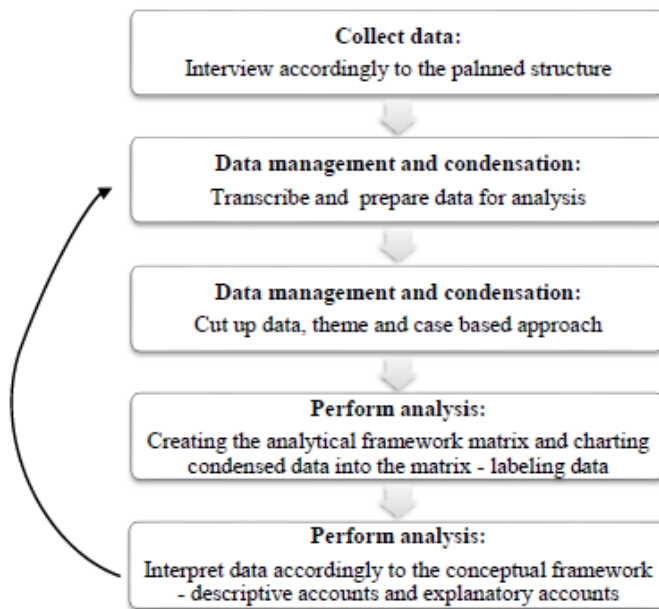 Collect data:
Interview accordingly to the palnned structure
Data management and condensation:
Transcribe and prepare data for analysis
Data management and condensation:
Cut up data, theme and case based approach
Perform analysis:
Creating the analytical framework matrix and charting
condensed data into the matrix - labeling data
Perform analysis:
Interpret data accordingly to the conceptual framework
- descriptive accounts and explanatory accounts